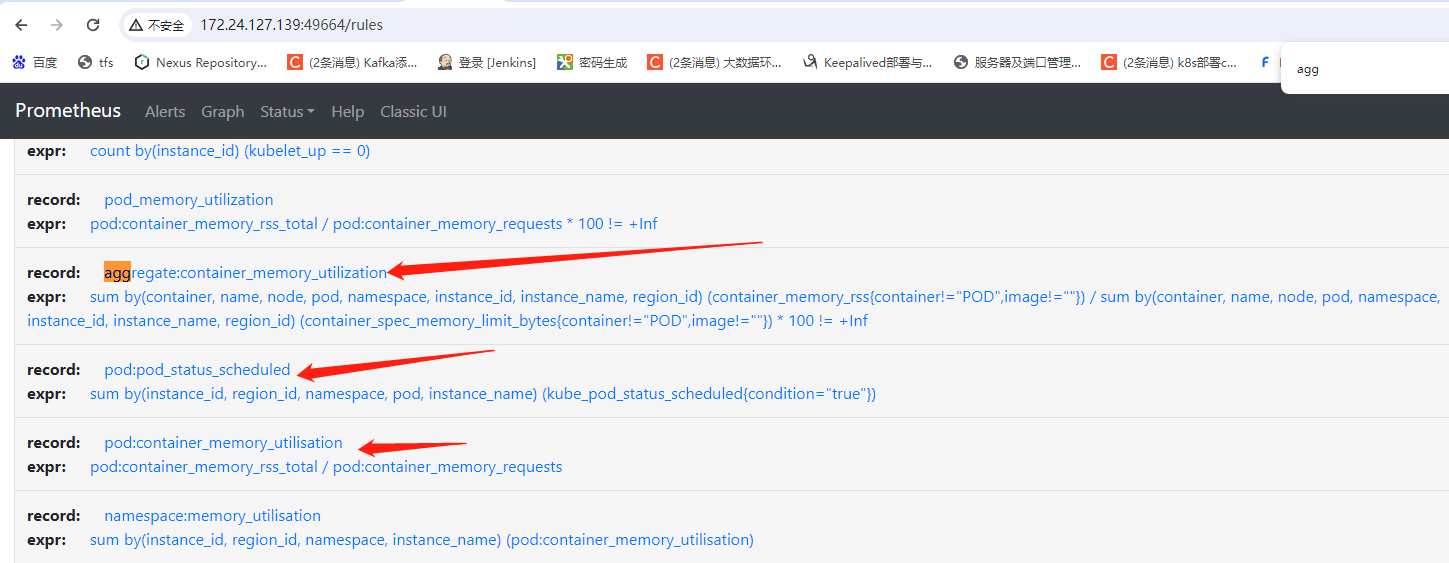 不安全 172.24.127.139:49664/rules
百度 tfs Nexus Repository... (2条消息) Kafka添... 登录 [Jenkins] 密码生成 (2条消息) 大数据环... Keepalived部署与... 服务器及端口管理... (2条消息) k8s部署c...
agg
Prometheus Alerts Graph Status Help Classic UI
expr: count by(instance_id) (kubelet_up == 0)
record: pod_memory_utilization
expr: pod:container_memory_rss_total / pod:container_memory_requests * 100 != +Inf
record: aggregate:container_memory_utilization
expr: sum by(container, name, node, pod, namespace, instance_id, instance_name, region_id) (container_memory_rss{container!="POD",image!=""}) / sum by(container, name, node, pod, namespace,
instance_id, instance_name, region_id) (container_spec_memory_limit_bytes{container!="POD",image!=""}) * 100 != +Inf
record: pod:pod_status_scheduled
expr: sum by(instance_id, region_id, namespace, pod, instance_name) (kube_pod_status_scheduled{condition="true"})
record: pod:container_memory_utilisation
expr: pod:container_memory_rss_total / pod:container_memory_requests
record: namespace:memory_utilisation
expr: sum by(instance_id, region_id, namespace, instance_name) (pod:container_memory_utilisation)